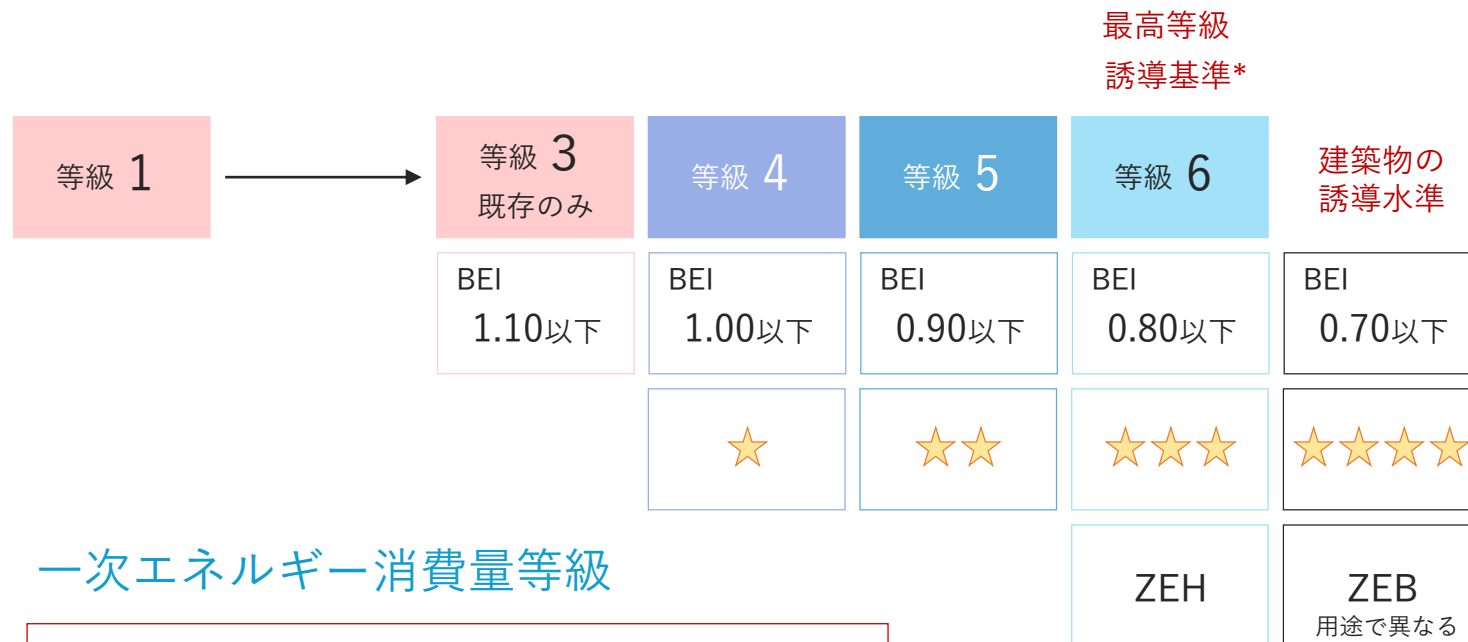 最高等級
誘導基準*
等級 1
等級 3
既存のみ
等級 4
等級 5
等級 6
建築物の
誘導水準
BEI
1.10以下
BEI
1.00以下
BEI
0.90以下
BEI
0.80以下
BEI
0.70以下
一次エネルギー消費量等級
ZEH
ZEB
用途で異なる